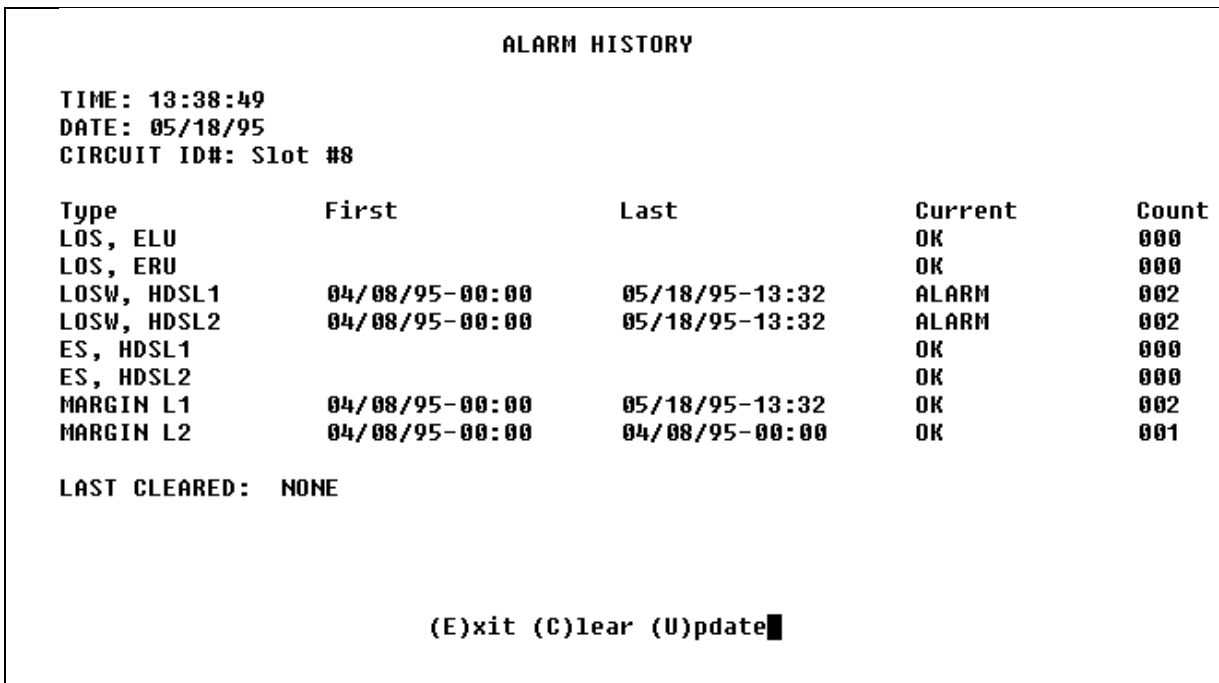 ALARM HISTORY
TIME: 13:38:49
DATE: 05/18/95
CIRCUIT ID#: Slot #8
Type First Last Current Count
LOS, ELU OK 000
LOS, ERU OK 000
LOSW, HDSL1 04/08/95-00:00 05/18/95-13:32 ALARM 002
LOSW, HDSL2 04/08/95-00:00 05/18/95-13:32 ALARM 002
ES, HDSL1 OK 000
ES, HDSL2 OK 000
MARGIN L1 04/08/95-00:00 05/18/95-13:32 OK 002
MARGIN L2 04/08/95-00:00 04/08/95-00:00 OK 001
LAST CLEARED: NONE
(E)xit (C)lear (U)pdate